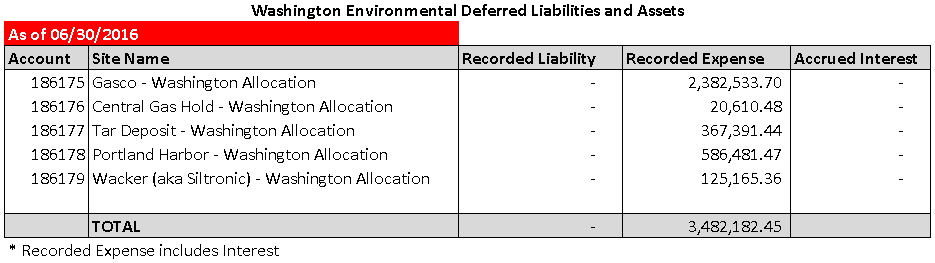 Washington Environmental Deferred Liabilities and Assets
As of 06/30/2016
Account Site Name Recorded Liability Recorded Expense Accrued Interest
186175 Gasco - Washington Allocation - 2,382,533.70 -
186176 Central Gas Hold - Washington Allocation - 20,610.48 -
186177 Tar Deposit - Washington Allocation - 367,391.44 -
186178 Portland Harbor - Washington Allocation - 586,481.47 -
186179 Wacker (aka Siltronic) - Washington Allocation - 125,165.36 -
TOTAL - 3,482,182.45
* Recorded Expense includes Interest